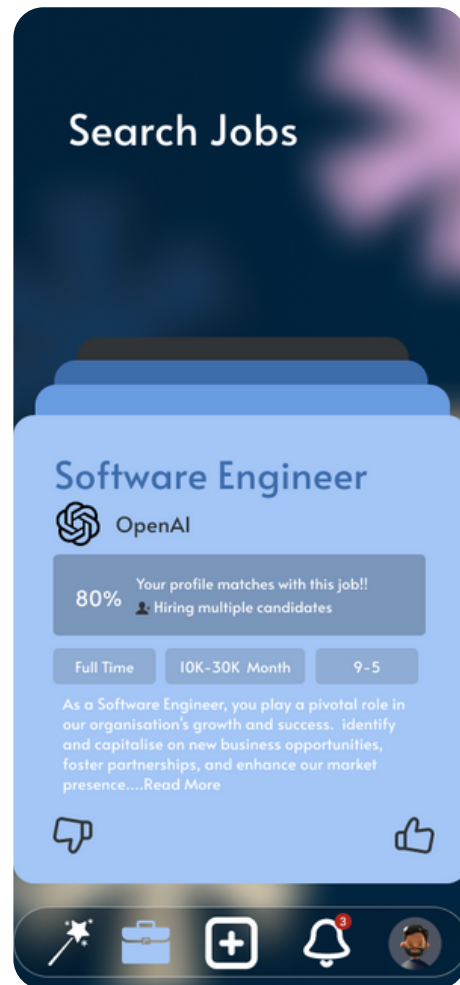 Search Jobs
Software Engineer
OpenAI
80%
Your profile matches with this job!!
Hiring multiple candidates
Full Time
10K-30K Month
9-5
As a Software Engineer, you play a pivotal role in
our organisation's growth and success. identify
and capitalise on new business opportunities,
foster partnerships, and enhance our market
presence....Read More
3